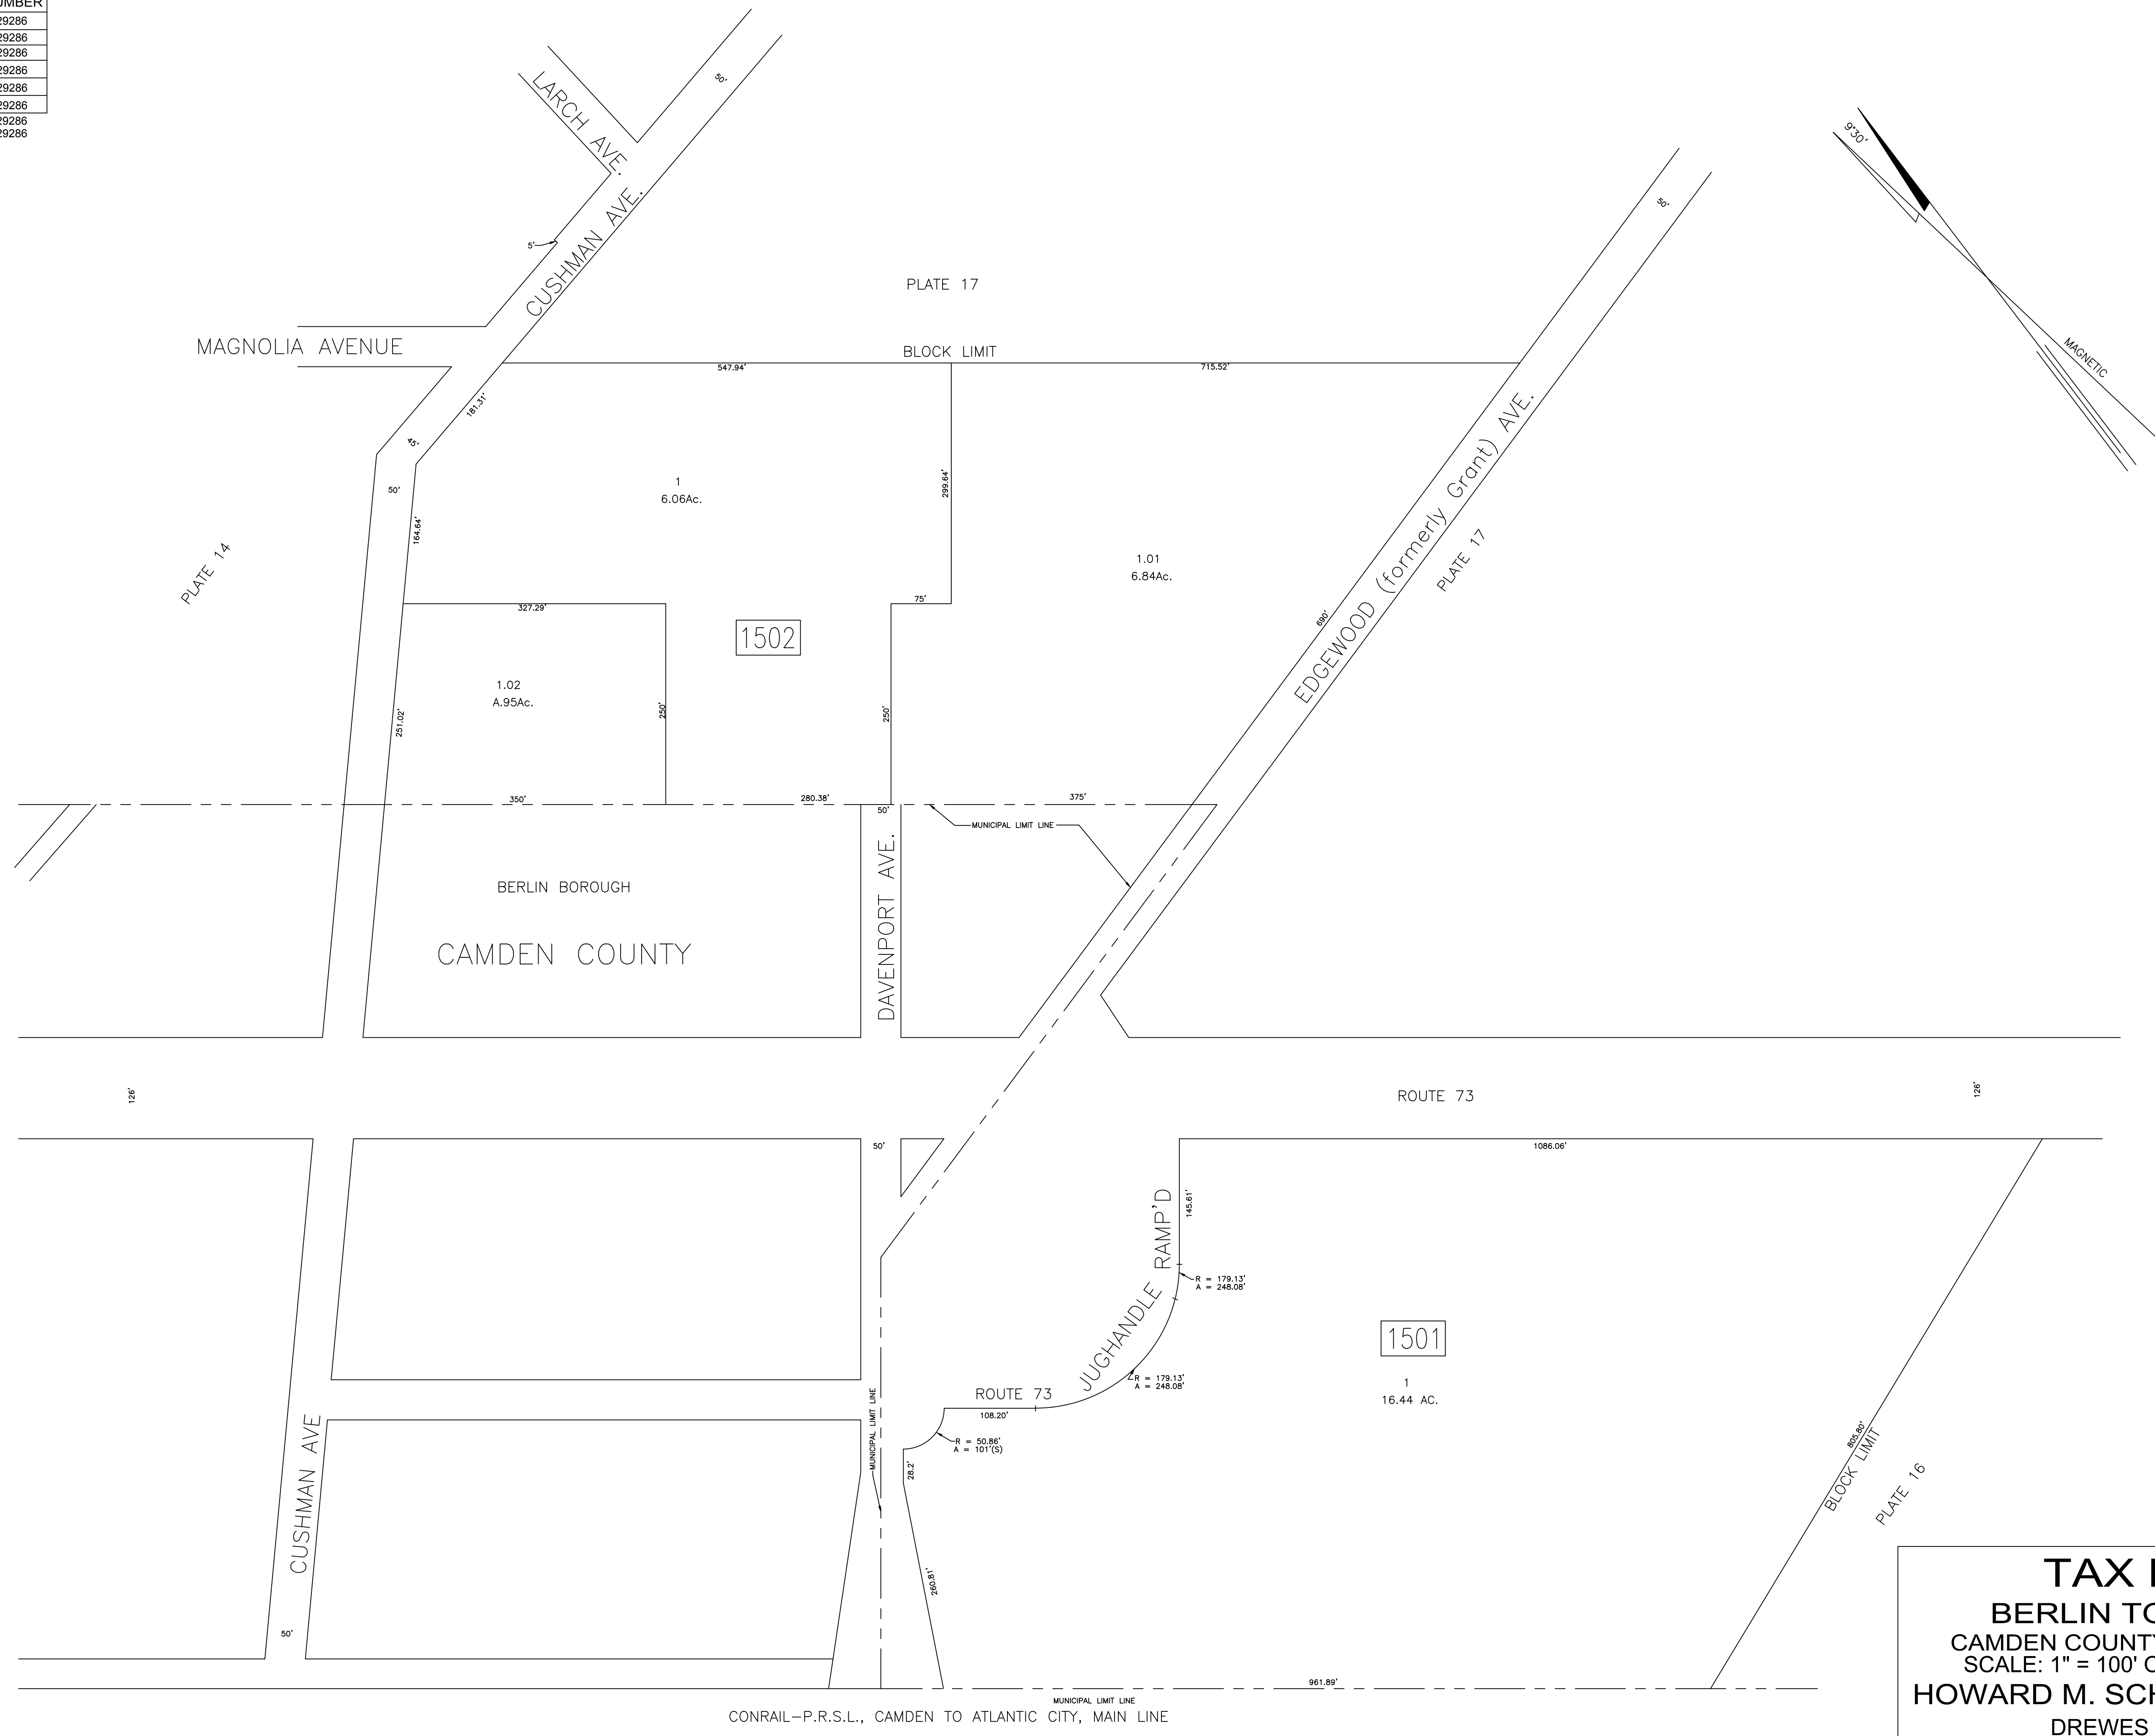 29286
29286
29286
29286
29286
29286
29286
29286
50'
LARCH AVE.
CUSHMAN AVE.
5'
50'
9°30'
MAGNETIC
PLATE 17
MAGNOLIA AVENUE
BLOCK LIMIT
547.94'
715.52'
181.31'
45'
50'
164.64'
1
6.06Ac.
299.64'
1.01
6.84Ac.
PLATE 14
EDGEWOOD (formerly Grant) AVE.
PLATE 17
690'
327.29'
75'
1502
1.02
A.95Ac.
251.02'
250'
250'
350'
280.38'
50'
375'
MUNICIPAL LIMIT LINE
BERLIN BOROUGH
CAMDEN COUNTY
DAVENPORT AVE.
126'
ROUTE 73
126'
50'
1086.06'
145.61'
JUGHANDLE RAMP'D
R = 179.13'
A = 248.08'
1501
1
16.44 AC.
R = 179.13'
A = 248.08'
ROUTE 73
108.20'
R = 50.86'
A = 101'(S)
28.2'
MUNICIPAL LIMIT LINE
CUSHMAN AVE
805.80'
BLOCK LIMIT
PLATE 16
260.81'
50'
961.89'
MUNICIPAL LIMIT LINE
CONRAIL-P.R.S.L., CAMDEN TO ATLANTIC CITY, MAIN LINE
TAX
BERLIN
CAMDEN COUNTY
SCALE: 1" = 100'
HOWARD M.
DREWES